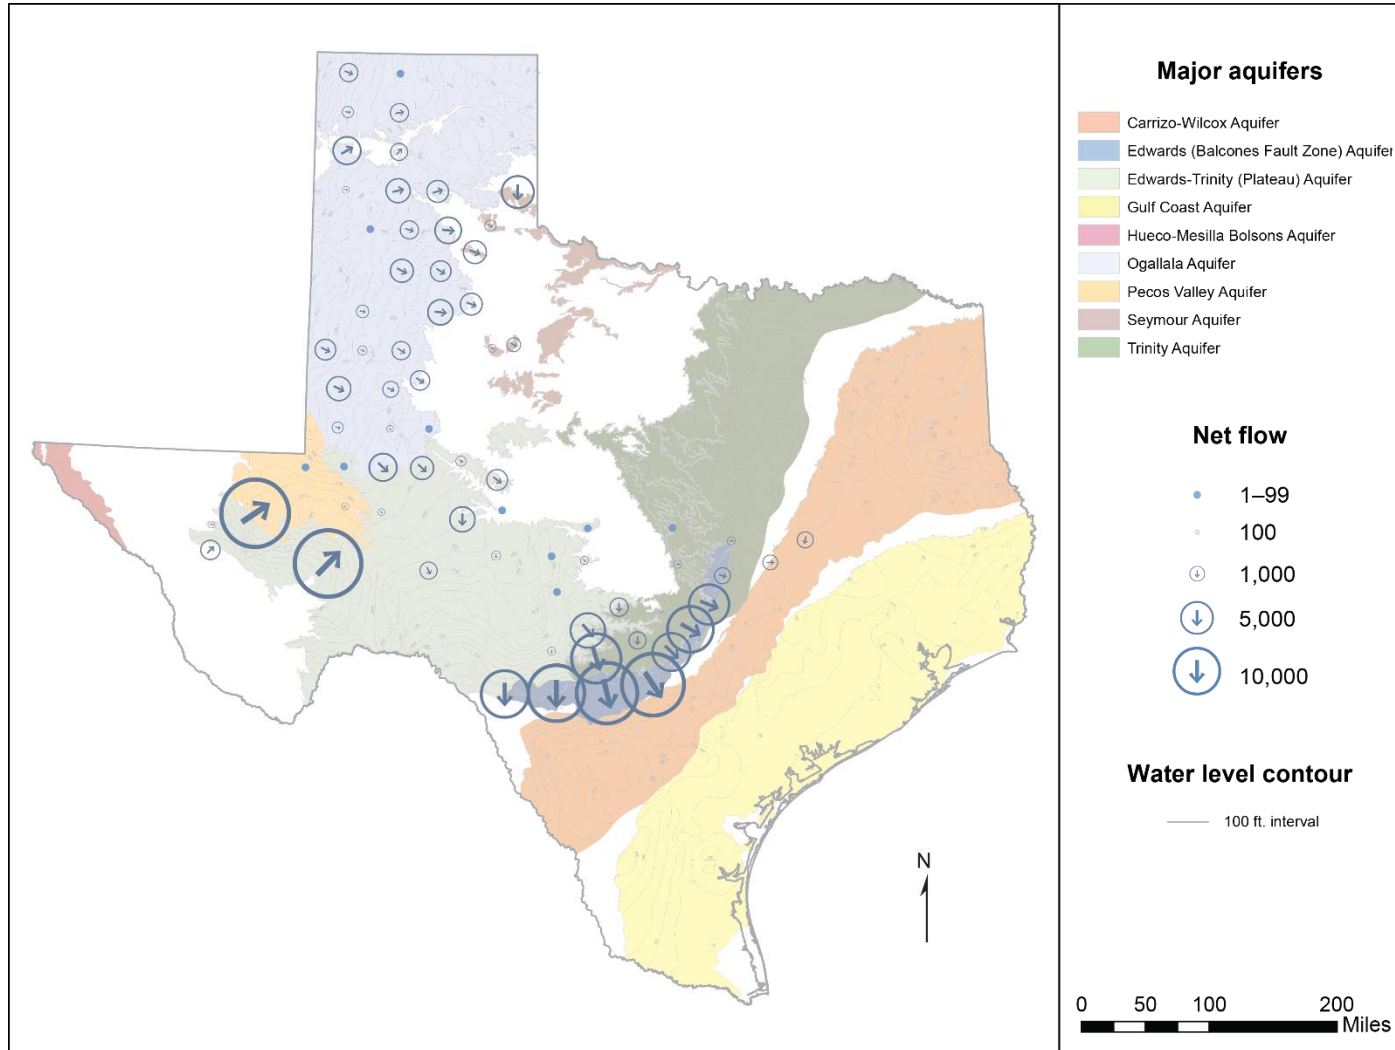 Major aquifers
Carrizo-Wilcox Aquifer
Edwards (Balcones Fault Zone) Aquifer
Edwards-Trinity (Plateau) Aquifer
Gulf Coast Aquifer
Hueco-Mesilla Bolsons Aquifer
Ogallala Aquifer
Pecos Valley Aquifer
Seymour Aquifer
Trinity Aquifer
Net flow
1–99
100
1,000
5,000
10,000
Water level contour
100 ft. interval
N
0 50 100 200
Miles